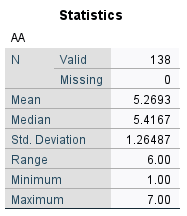 Statistics
AA
N Valid 138
Missing 0
Mean 5.2693
Median 5.4167
Std. Deviation 1.26487
Range 6.00
Minimum 1.00
Maximum 7.00